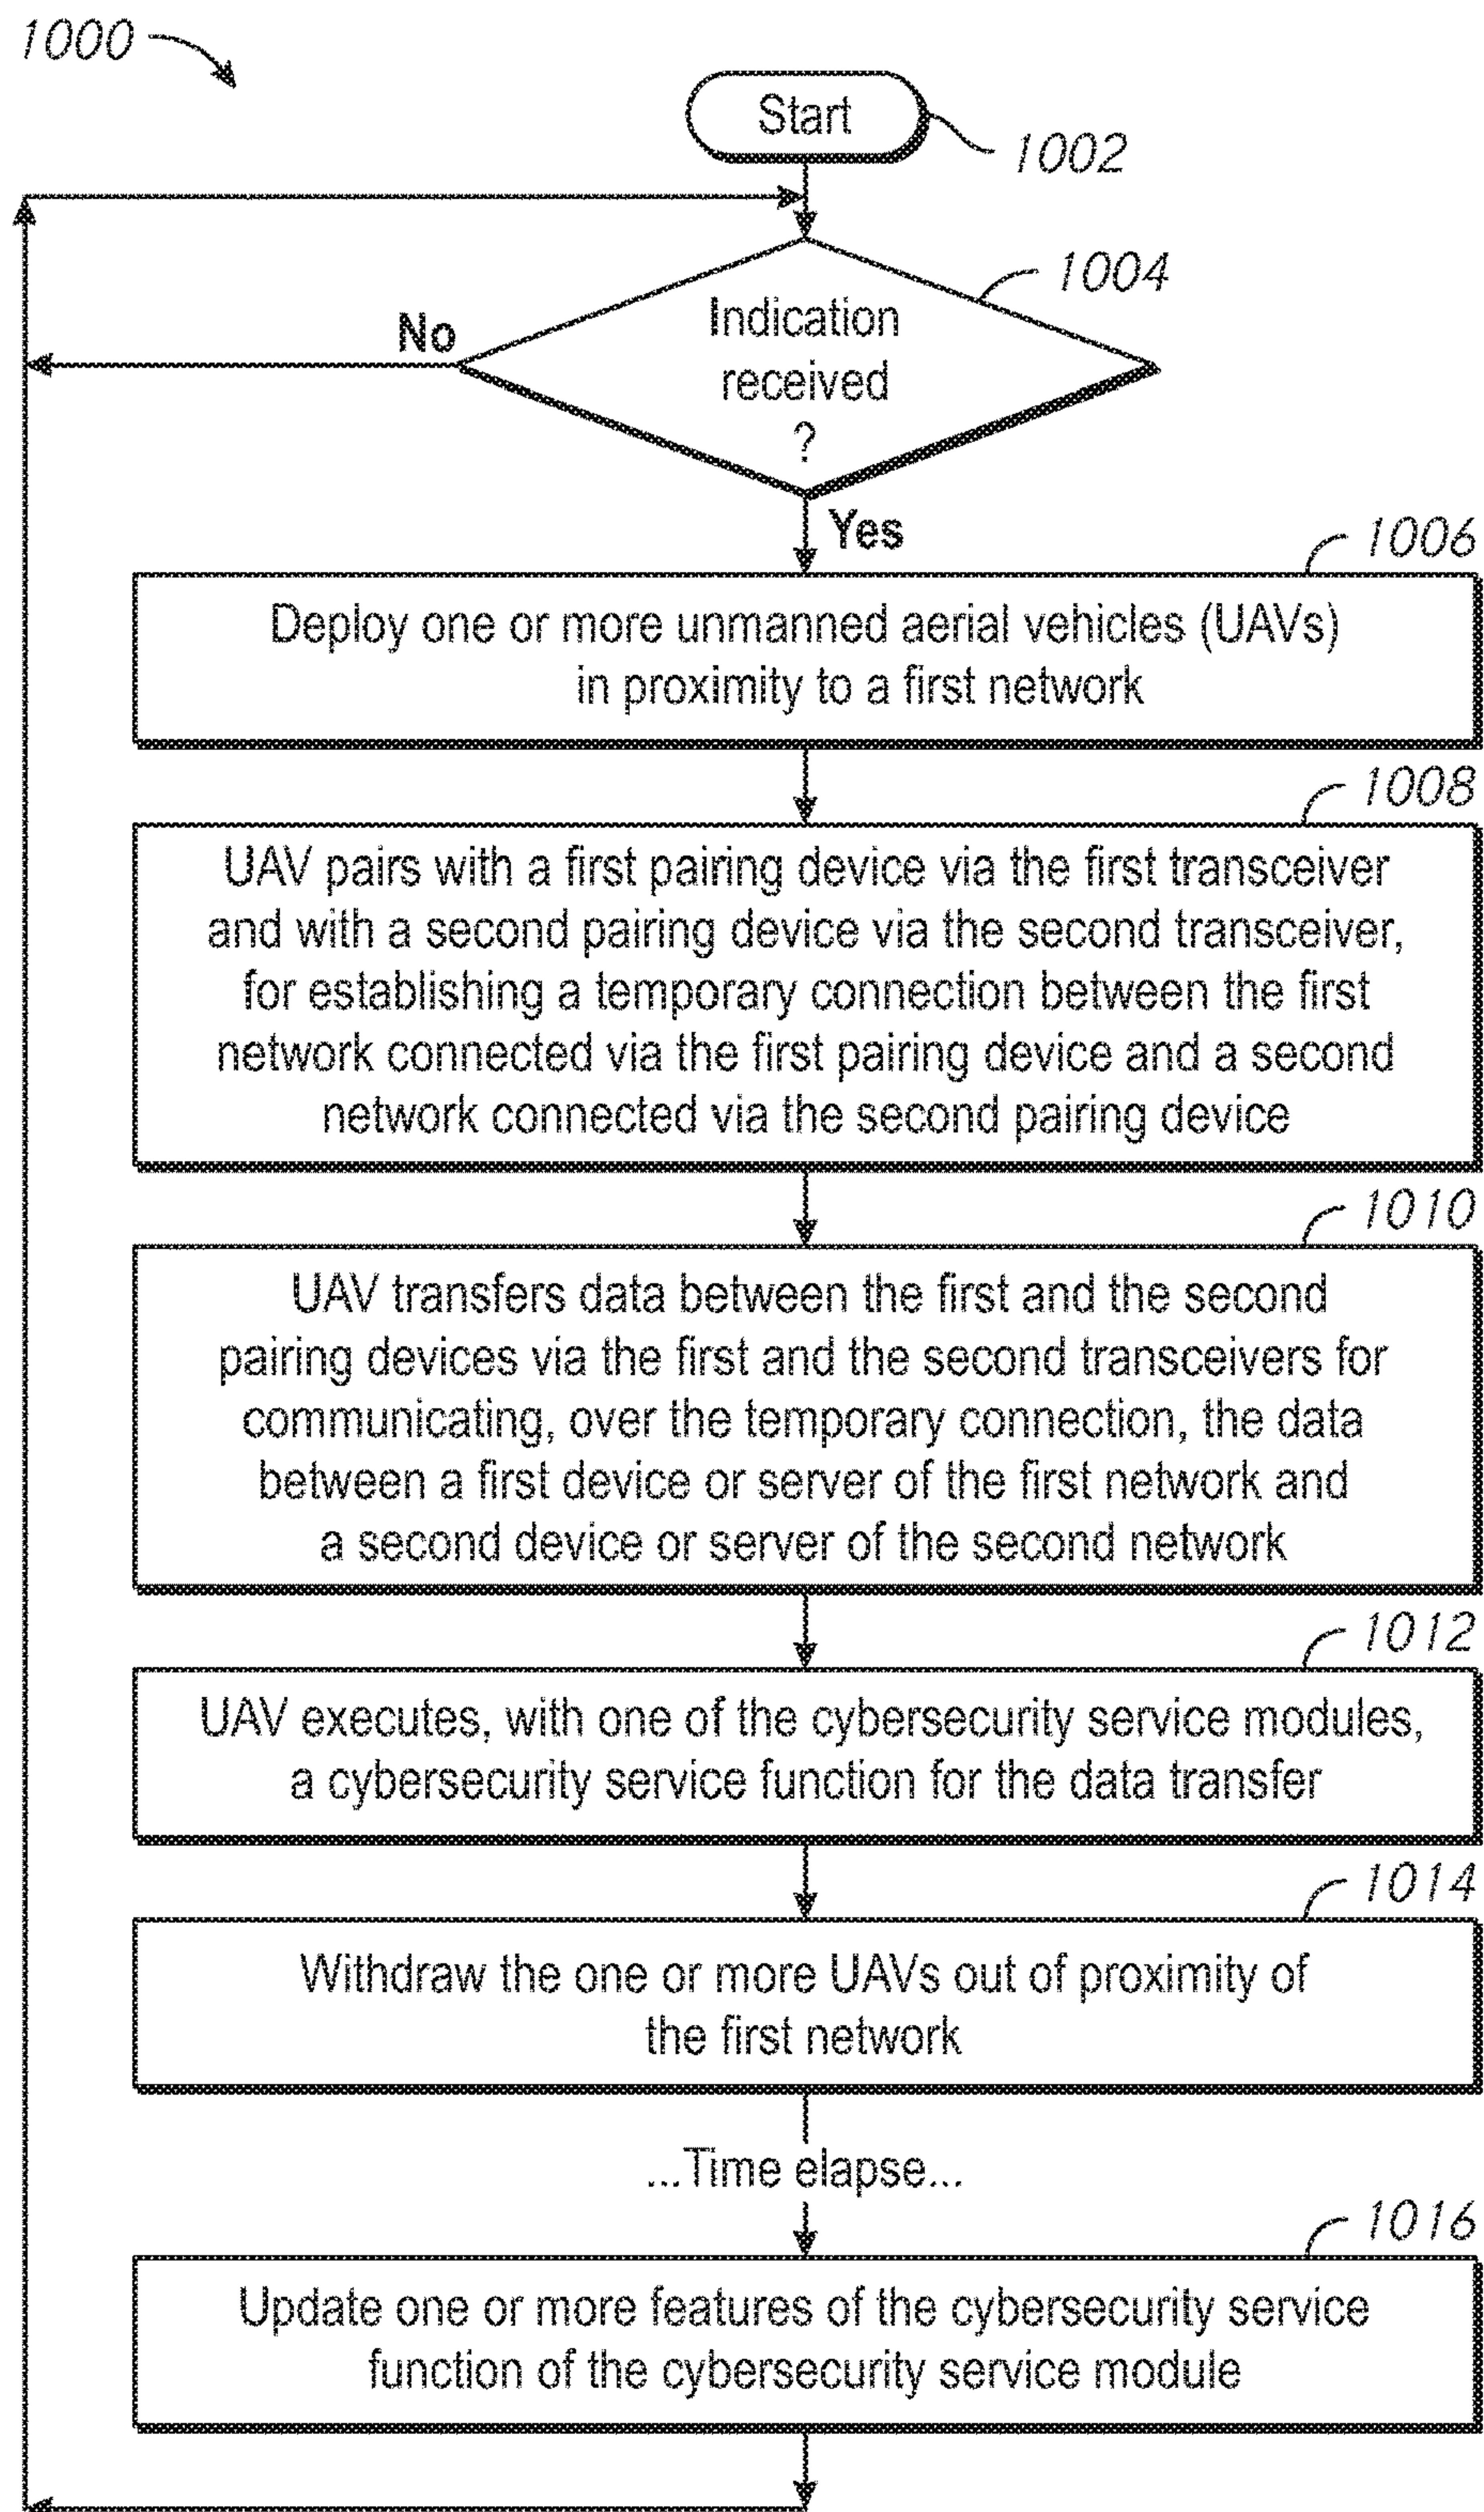 1000
Start
1002
1004
Indication
received
?
No
Yes
1006
Deploy one or more unmanned aerial vehicles (UAVs)
in proximity to a first network
1008
UAV pairs with a first pairing device via the first transceiver
and with a second pairing device via the second transceiver,
for establishing a temporary connection between the first
network connected via the first pairing device and a second
network connected via the second pairing device
1010
UAV transfers data between the first and the second
pairing devices via the first and the second transceivers for
communicating, over the temporary connection, the data
between a first device or server of the first network and
a second device or server of the second network
1012
UAV executes, with one of the cybersecurity service modules,
a cybersecurity service function for the data transfer
1014
Withdraw the one or more UAVs out of proximity of
the first network
...Time elapse...
1016
Update one or more features of the cybersecurity service
function of the cybersecurity service module